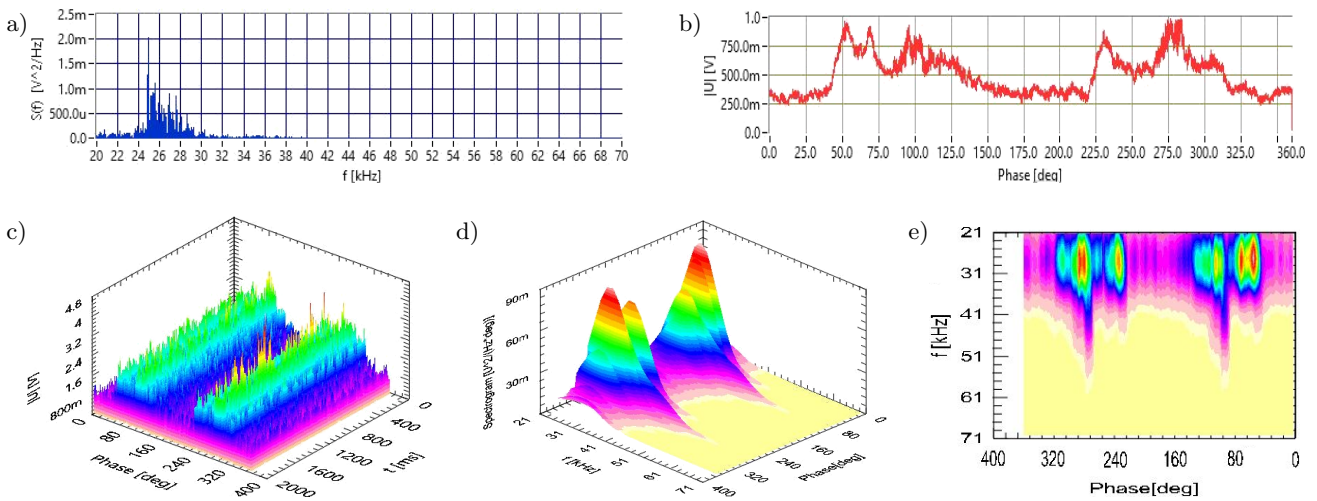 a)
2.5m
2.0m
1.5m
1.0m
500.0u
0.0
S(f) [V^2/Hz]
20 22 24 26 28 30 32 34 36 38 40 42 44 46 48 50 52 54 56 58 60 62 64 66 68 70
f [kHz]
b)
1.0
750.0m
500.0m
250.0m
0.0
|U| [V]
0.0 25.0 50.0 75.0 100.0 125.0 150.0 175.0 200.0 225.0 250.0 275.0 300.0 325.0 360.0
Phase [deg]
c)
4.8
4
3.2
2.4
1.6
800m
|U| [V]
0 80 160 240 320 400
Phase [deg]
0 400 800 1200 1600 2000
t [ms]
d)
90m
60m
30m
Spectrogram [V^2/(Hz*deg)]
21 31 41 51 61 71
f [kHz]
0 80 160 240 320 400
Phase[deg]
e)
21
31
41
51
61
71
f [kHz]
400 320 240 160 80 0
Phase[deg]